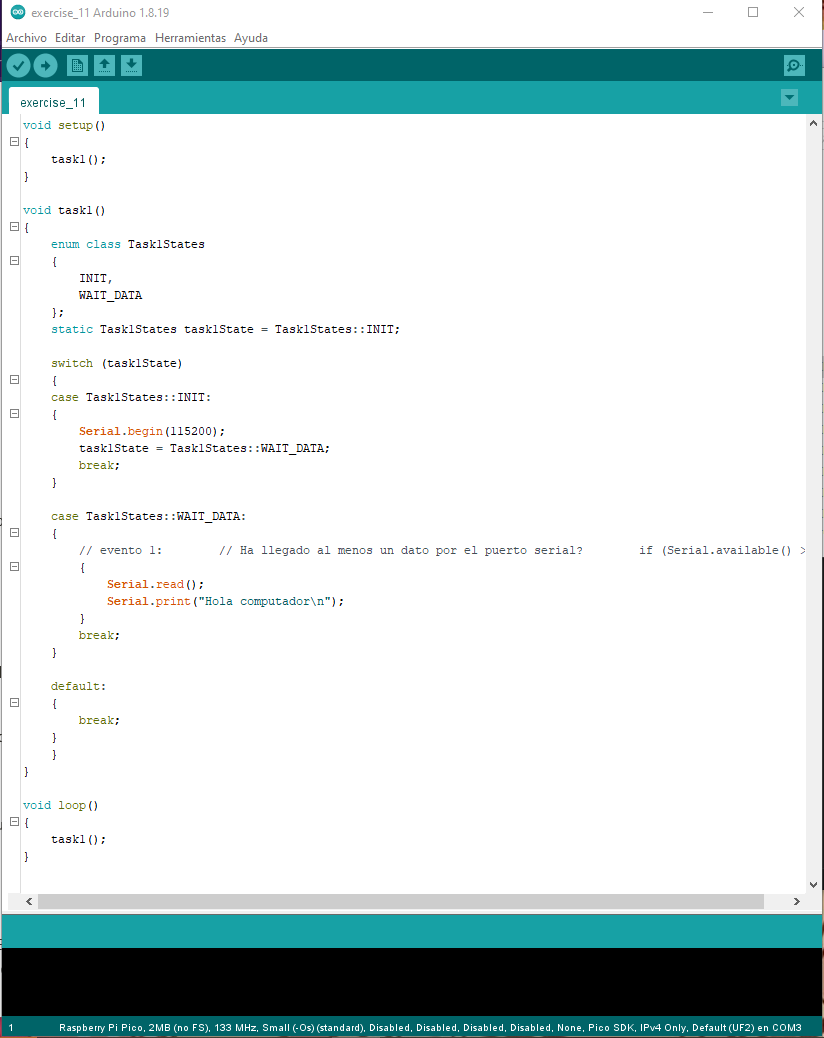 exercise_11 Arduino 1.8.19
Archivo Editar Programa Herramientas Ayuda
exercise_11
void setup()
{
    task1();
}

void task1()
{
    enum class Task1States
    {
        INIT,
        WAIT_DATA
    };
    static Task1States task1State = Task1States::INIT;

    switch (task1State)
    {
    case Task1States::INIT:
    {
        Serial.begin(115200);
        task1State = Task1States::WAIT_DATA;
        break;
    }

    case Task1States::WAIT_DATA:
    {
        // evento 1:        // Ha llegado al menos un dato por el puerto serial?        if (Serial.available() >
        {
            Serial.read();
            Serial.print("Hola computador\n");
        }
        break;
    }

    default:
    {
        break;
    }
    }
}

void loop()
{
    task1();
}
1 Raspberry Pi Pico, 2MB (no FS), 133 MHz, Small (-Os) (standard), Disabled, Disabled, Disabled, Disabled, None, Pico SDK, IPv4 Only, Default (UF2) en COM3